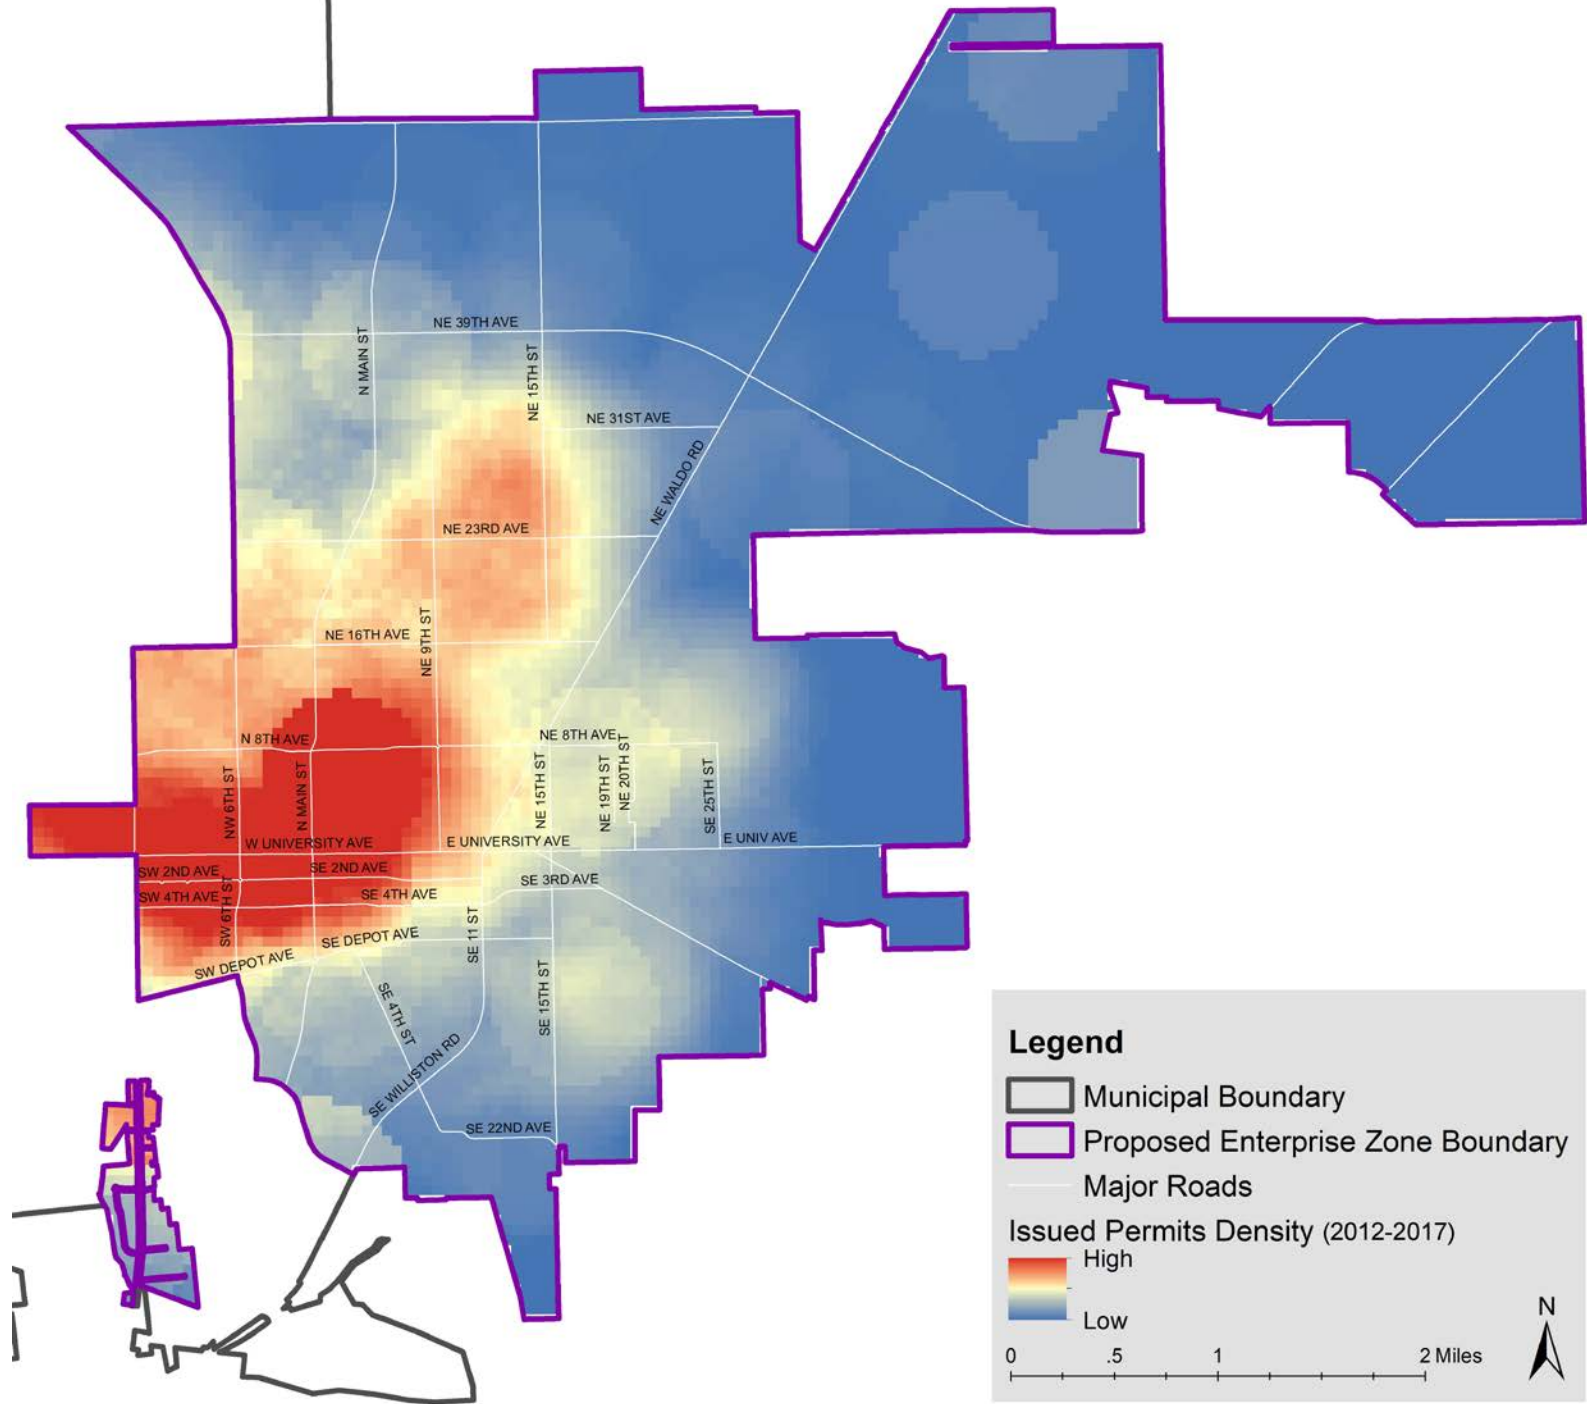 NE 39TH AVE
N MAIN ST
NE 15TH ST
NE 31ST AVE
NE WALDO RD
NE 23RD AVE
NE 16TH AVE
NE 9TH ST
N 8TH AVE
NE 8TH AVE
NW 6TH ST
N MAIN ST
NE 15TH ST
NE 19TH ST
NE 20TH ST
SE 25TH ST
W UNIVERSITY AVE
E UNIVERSITY AVE
E UNIV AVE
SW 2ND AVE
SE 2ND AVE
SE 3RD AVE
SW 4TH AVE
SE 4TH AVE
SW 6TH ST
SE 11 ST
SE DEPOT AVE
SW DEPOT AVE
SE 4TH ST
SE 15TH ST
SE WILLISTON RD
SE 22ND AVE
Legend
Municipal Boundary
Proposed Enterprise Zone Boundary
Major Roads
Issued Permits Density (2012-2017)
High
Low
N
0 .5 1 2 Miles